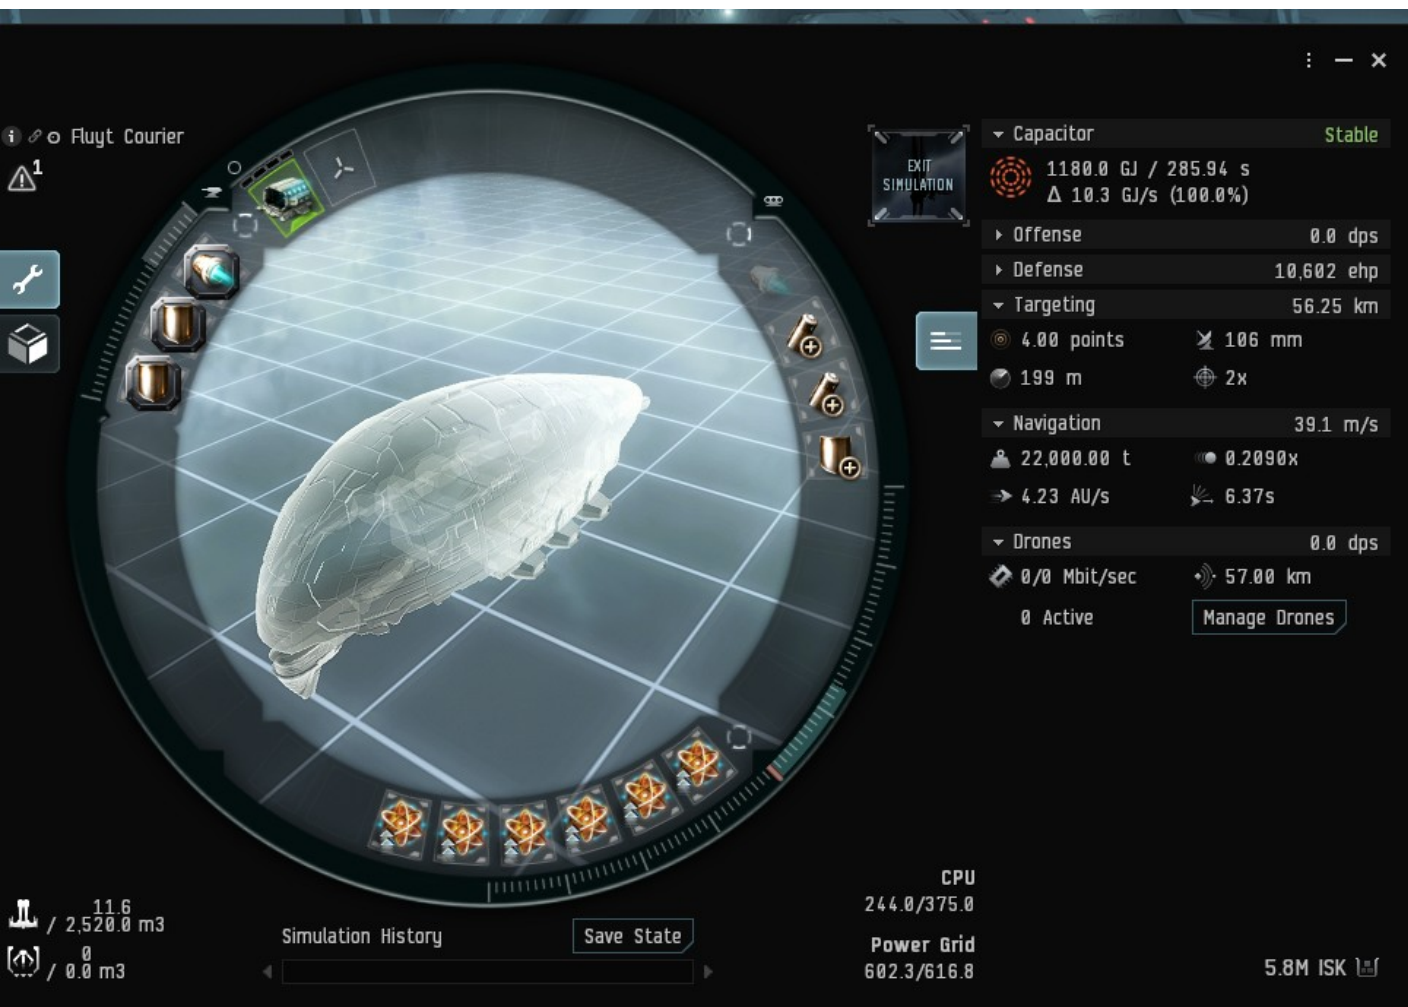 Fluyt Courier
1
EXIT
SIMULATION
Capacitor Stable
1180.0 GJ / 285.94 s
Δ 10.3 GJ/s (100.0%)
Offense 0.0 dps
Defense 10,602 ehp
Targeting 56.25 km
4.00 points 106 mm
199 m 2x
Navigation 39.1 m/s
22,000.00 t 0.2090x
4.23 AU/s 6.37s
Drones 0.0 dps
0/0 Mbit/sec 57.00 km
0 Active Manage Drones
11.6
/ 2,520.0 m3
0
/ 0.0 m3
Simulation History Save State
CPU
244.0/375.0
Power Grid
602.3/616.8
5.8M ISK